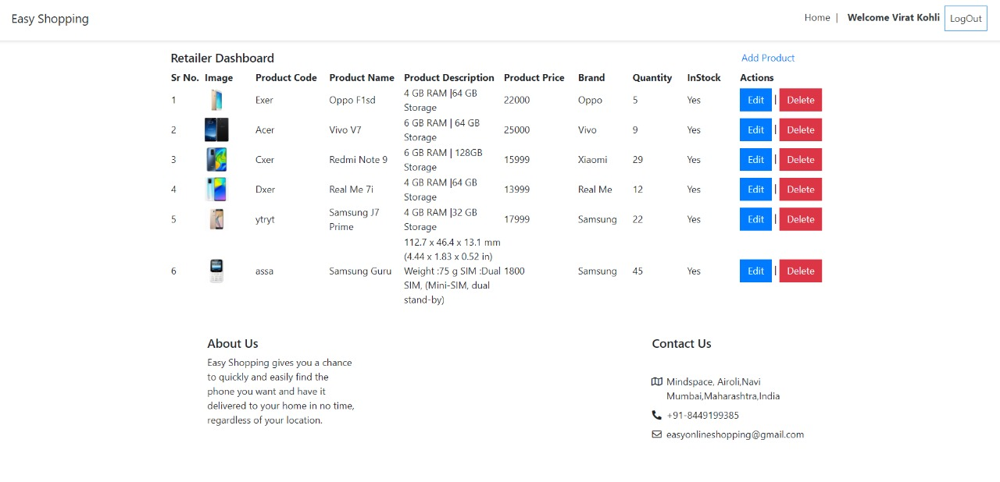 Easy Shopping
Home | Welcome Virat Kohli LogOut
Retailer Dashboard
Add Product
Sr No. Image Product Code Product Name Product Description Product Price Brand Quantity InStock Actions
1 Exer Oppo F1sd 4 GB RAM |64 GB Storage 22000 Oppo 5 Yes Edit | Delete
2 Acer Vivo V7 6 GB RAM | 64 GB Storage 25000 Vivo 9 Yes Edit | Delete
3 Cxer Redmi Note 9 6 GB RAM | 128GB Storage 15999 Xiaomi 29 Yes Edit | Delete
4 Dxer Real Me 7i 4 GB RAM |64 GB Storage 13999 Real Me 12 Yes Edit | Delete
5 ytryt Samsung J7 Prime 4 GB RAM |32 GB Storage 17999 Samsung 22 Yes Edit | Delete
6 assa Samsung Guru 112.7 x 46.4 x 13.1 mm (4.44 x 1.83 x 0.52 in) Weight :75 g SIM :Dual SIM, (Mini-SIM, dual stand-by) 1800 Samsung 45 Yes Edit | Delete
About Us
Easy Shopping gives you a chance
to quickly and easily find the
phone you want and have it
delivered to your home in no time,
regardless of your location.
Contact Us
Mindspace, Airoli,Navi
Mumbai,Maharashtra,India
+91-8449199385
easyonlineshopping@gmail.com